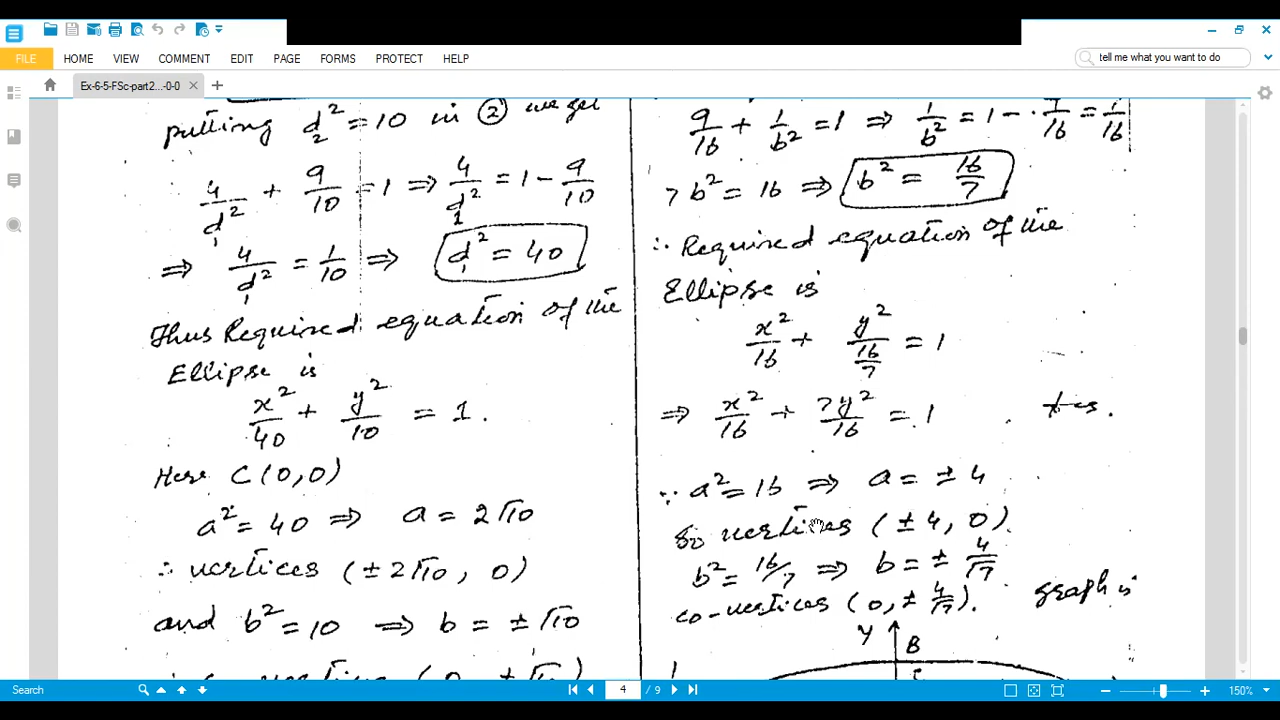 FILE HOME VIEW COMMENT EDIT PAGE FORMS PROTECT HELP tell me what you want to do
Ex-6-5-FSc-part2...-0-0
putting d₂² = 10 in ② we get
4/d₁² + 9/10 = 1 ⇒ 4/d₁² = 1 - 9/10
⇒ 4/d₁² = 1/10 ⇒ d₁² = 40
Thus Required equation of the
Ellipse is
x²/40 + y²/10 = 1.
Here C(0,0)
a² = 40 ⇒ a = 2√10
∴ vertices (±2√10, 0)
and b² = 10 ⇒ b = ±√10
9/16 + 1/b² = 1 ⇒ 1/b² = 1 - 9/16 = 7/16
7b² = 16 ⇒ b² = 16/7
∴ Required equation of the
Ellipse is
x²/16 + y²/(16/7) = 1
⇒ x²/16 + 7y²/16 = 1
∵ a² = 16 ⇒ a = ±4
So vertices (±4, 0).
b² = 16/7 ⇒ b = ± 4/√7
co-vertices (0, ± 4/√7). graph is
Y B
Search 4 / 9 150%